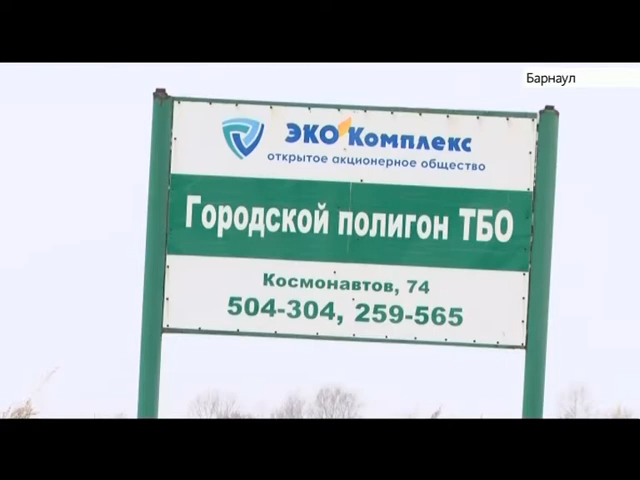 Барнаул
ЭКО Комплекс
открытое акционерное общество
Городской полигон ТБО
Космонавтов, 74
504-304, 259-565